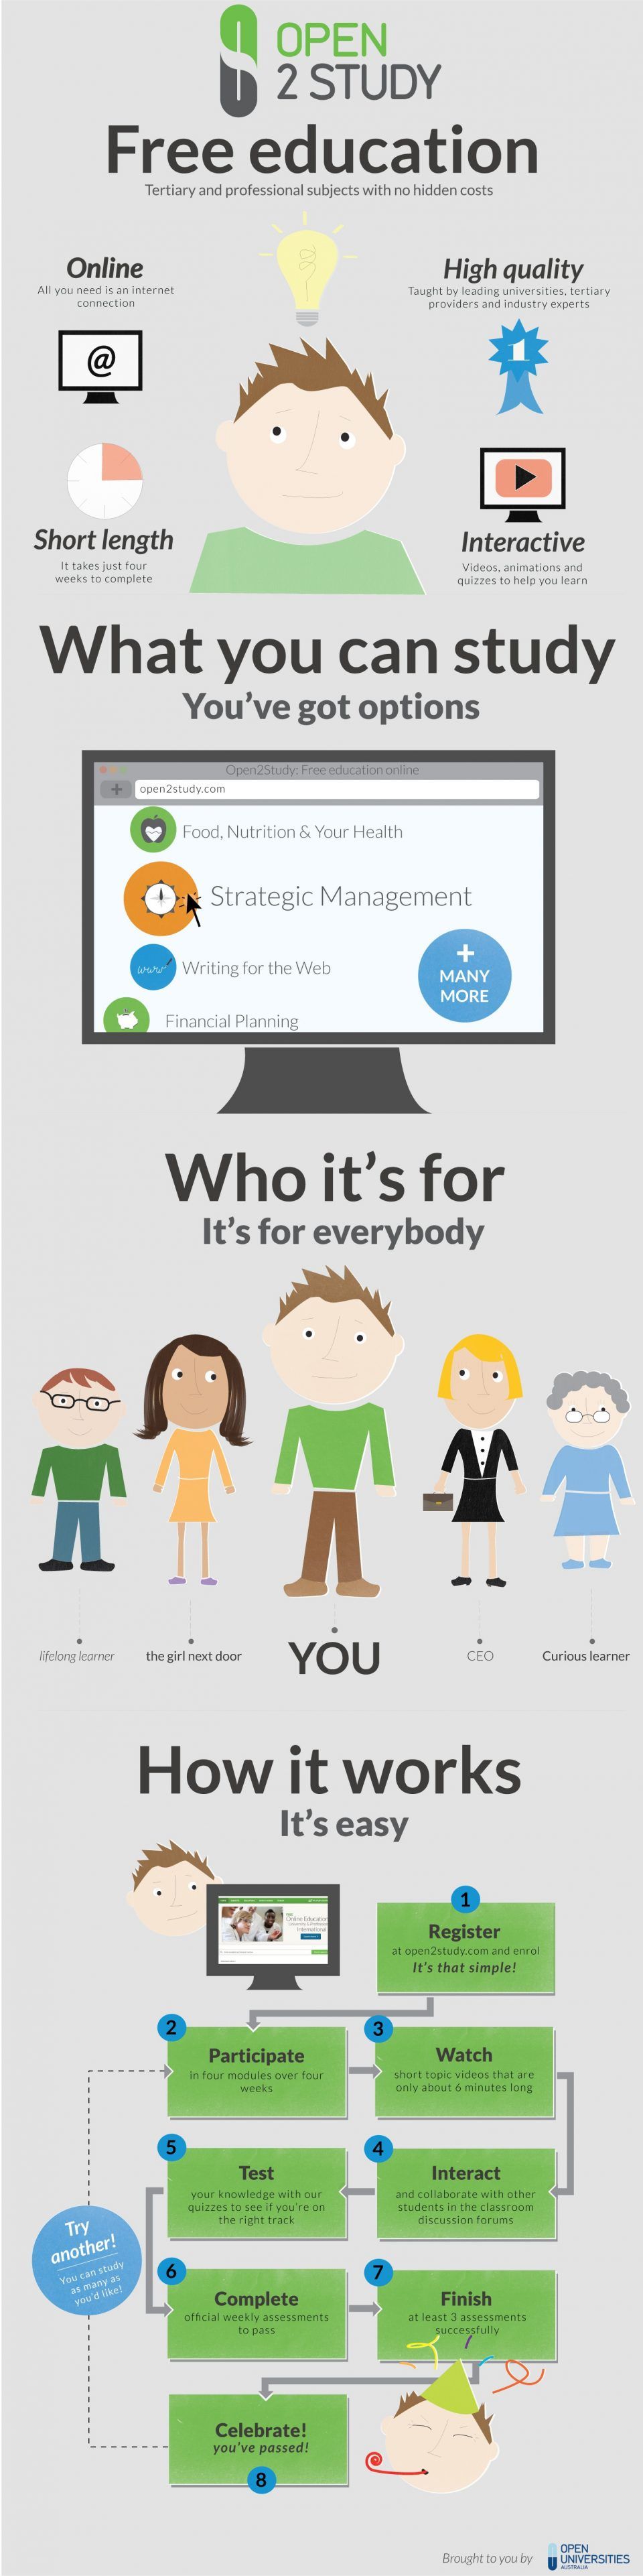 OPEN
2 STUDY
Free education
Tertiary and professional subjects with no hidden costs
Online
All you need is an internet
connection
@
High quality
Taught by leading universities, tertiary
providers and industry experts
1
Short length
It takes just four
weeks to complete
Interactive
Videos, animations and
quizzes to help you learn
What you can study
You've got options
Open2Study: Free education online
+
open2study.com
Food, Nutrition & Your Health
Strategic Management
www
Writing for the Web
+
MANY
MORE
Financial Planning
Who it's for
It's for everybody
lifelong learner
the girl next door
YOU
CEO
Curious learner
How it works
It's easy
Online Education
International
1
Register
at open2study.com and enrol
It's that simple!
2
Participate
in four modules over four
weeks
3
Watch
short topic videos that are
only about 6 minutes long
4
Interact
and collaborate with other
students in the classroom
discussion forums
5
Test
your knowledge with our
quizzes to see if you're on
the right track
Try
another!
You can study
as many as
you'd like!
6
Complete
official weekly assessments
to pass
7
Finish
at least 3 assessments
successfully
Celebrate!
you've passed!
8
Brought to you by
OPEN
UNIVERSITIES
AUSTRALIA